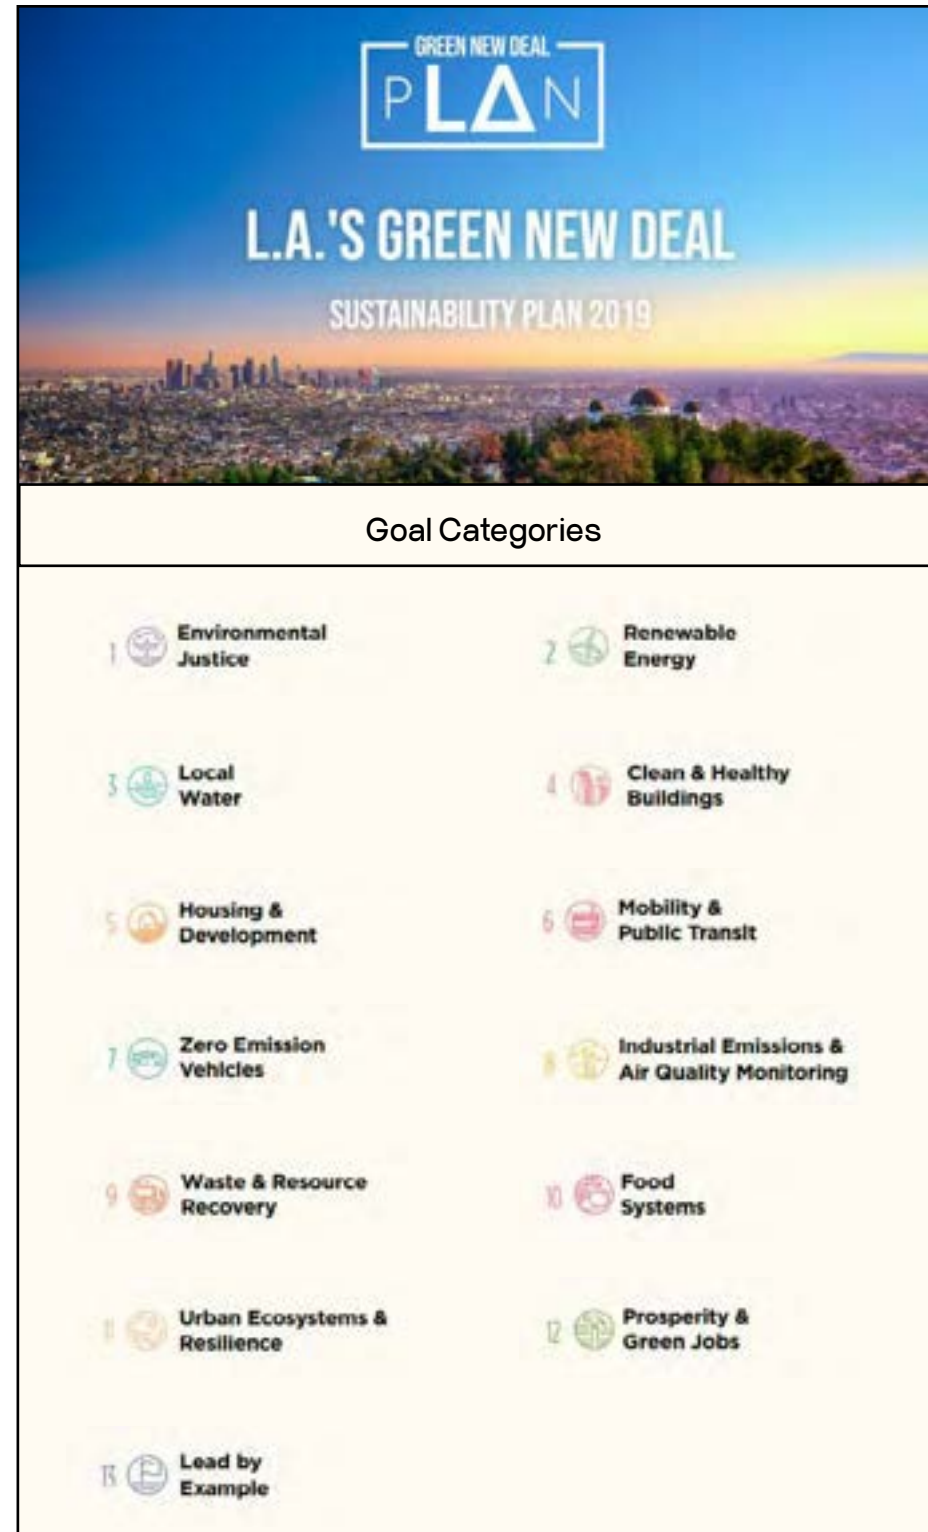 GREEN NEW DEAL
PLAN
L.A.'S GREEN NEW DEAL
SUSTAINABILITY PLAN 2019
Goal Categories
1 Environmental
Justice
2 Renewable
Energy
3 Local
Water
4 Clean & Healthy
Buildings
5 Housing &
Development
6 Mobility &
Public Transit
7 Zero Emission
Vehicles
8 Industrial Emissions &
Air Quality Monitoring
9 Waste & Resource
Recovery
10 Food
Systems
11 Urban Ecosystems &
Resilience
12 Prosperity &
Green Jobs
13 Lead by
Example